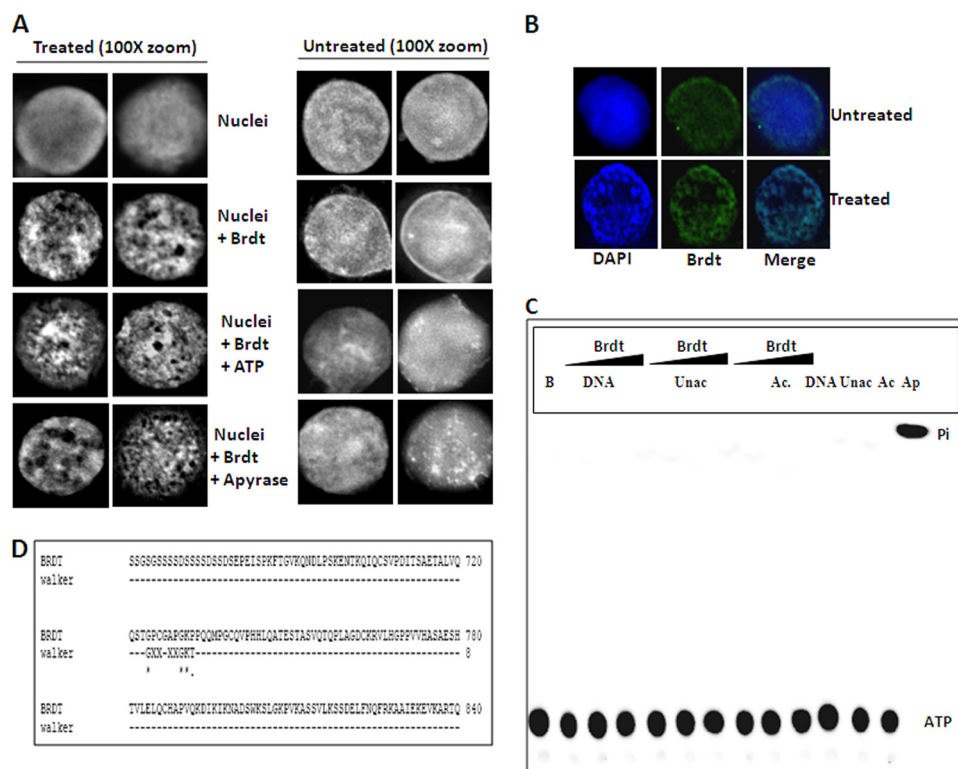 A
Treated (100X zoom)
Untreated (100X zoom)
Nuclei
Nuclei
+ Brdt
Nuclei
+ Brdt
+ ATP
Nuclei
+ Brdt
+ Apyrase
B
Untreated
Treated
DAPI Brdt Merge
C
Brdt Brdt Brdt
B DNA Unac Ac. DNA Unac Ac Ap
Pi
ATP
D
BRDT SSGSGSSSSDSSSSDSSDSEPEISPKFTGVKQNDLPSKENTKQIQCSVPDITSAETALVQ 720
walker ------------------------------------------------------------
BRDT QSTGPCGAPGKPPQQMPGCQVPHHLQATESTASVQTQPLAGDCKRVLHGPPVVHASAESH 780
walker ---GXX-XXGKT------------------------------------------------ 8
* **.
BRDT TVLELQCHAPVQKDIKIKNADSWKSLGKPVKASSVLKSSDELFNQFRKAAIEKEVKARTQ 840
walker ------------------------------------------------------------